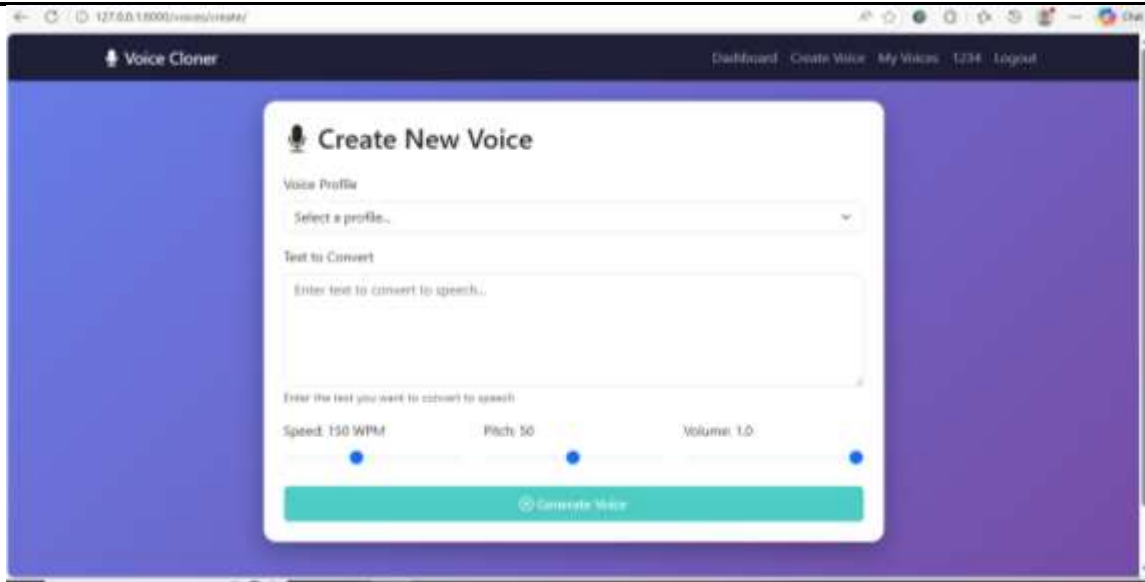 127.0.0.1:8000/voices/create/
Chat
Voice Cloner
Dashboard Create Voice My Voices 1234 Logout
Create New Voice
Voice Profile
Select a profile...
Text to Convert
Enter text to convert to speech...
Enter the text you want to convert to speech
Speed: 150 WPM Pitch: 50 Volume: 1.0
Generate Voice